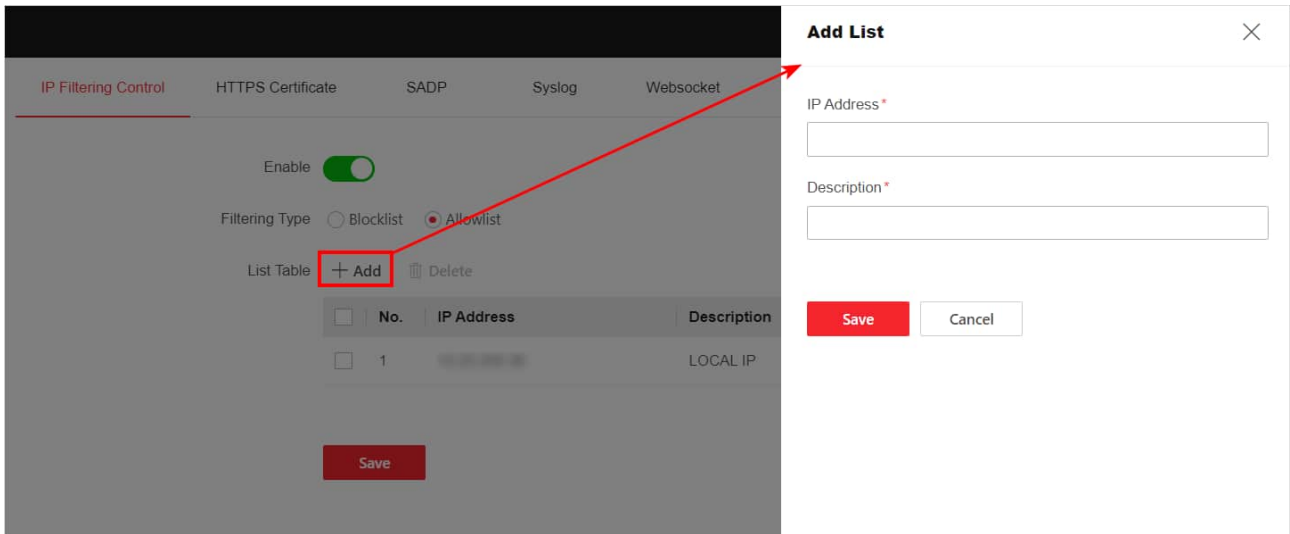 Add List
IP Filtering Control HTTPS Certificate SADP Syslog Websocket
IP Address*
Enable
Description*
Filtering Type Blocklist Allowlist
List Table + Add Delete
No. IP Address Description
Save Cancel
1 LOCAL IP
Save